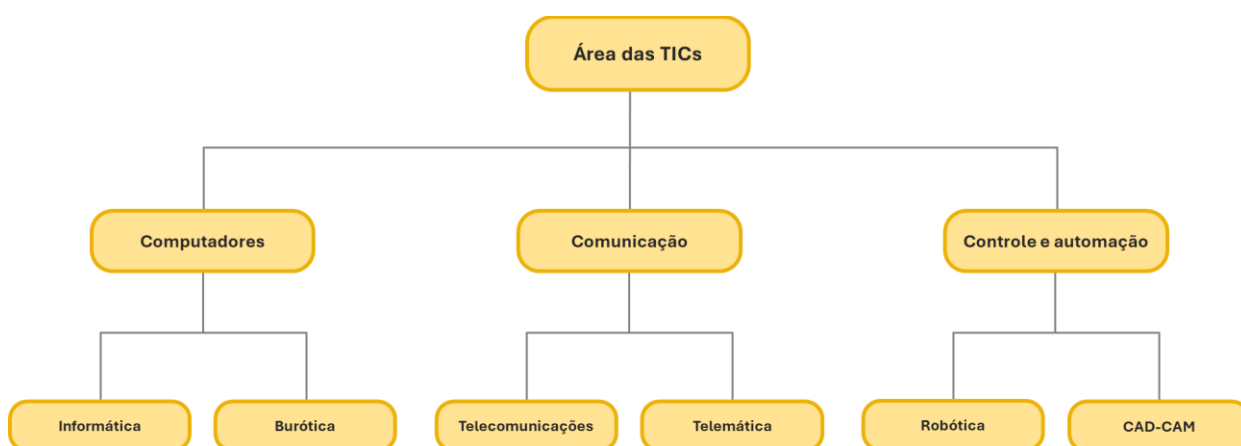 Área das TICs
Computadores
Comunicação
Controle e automação
Informática
Burótica
Telecomunicações
Telemática
Robótica
CAD-CAM